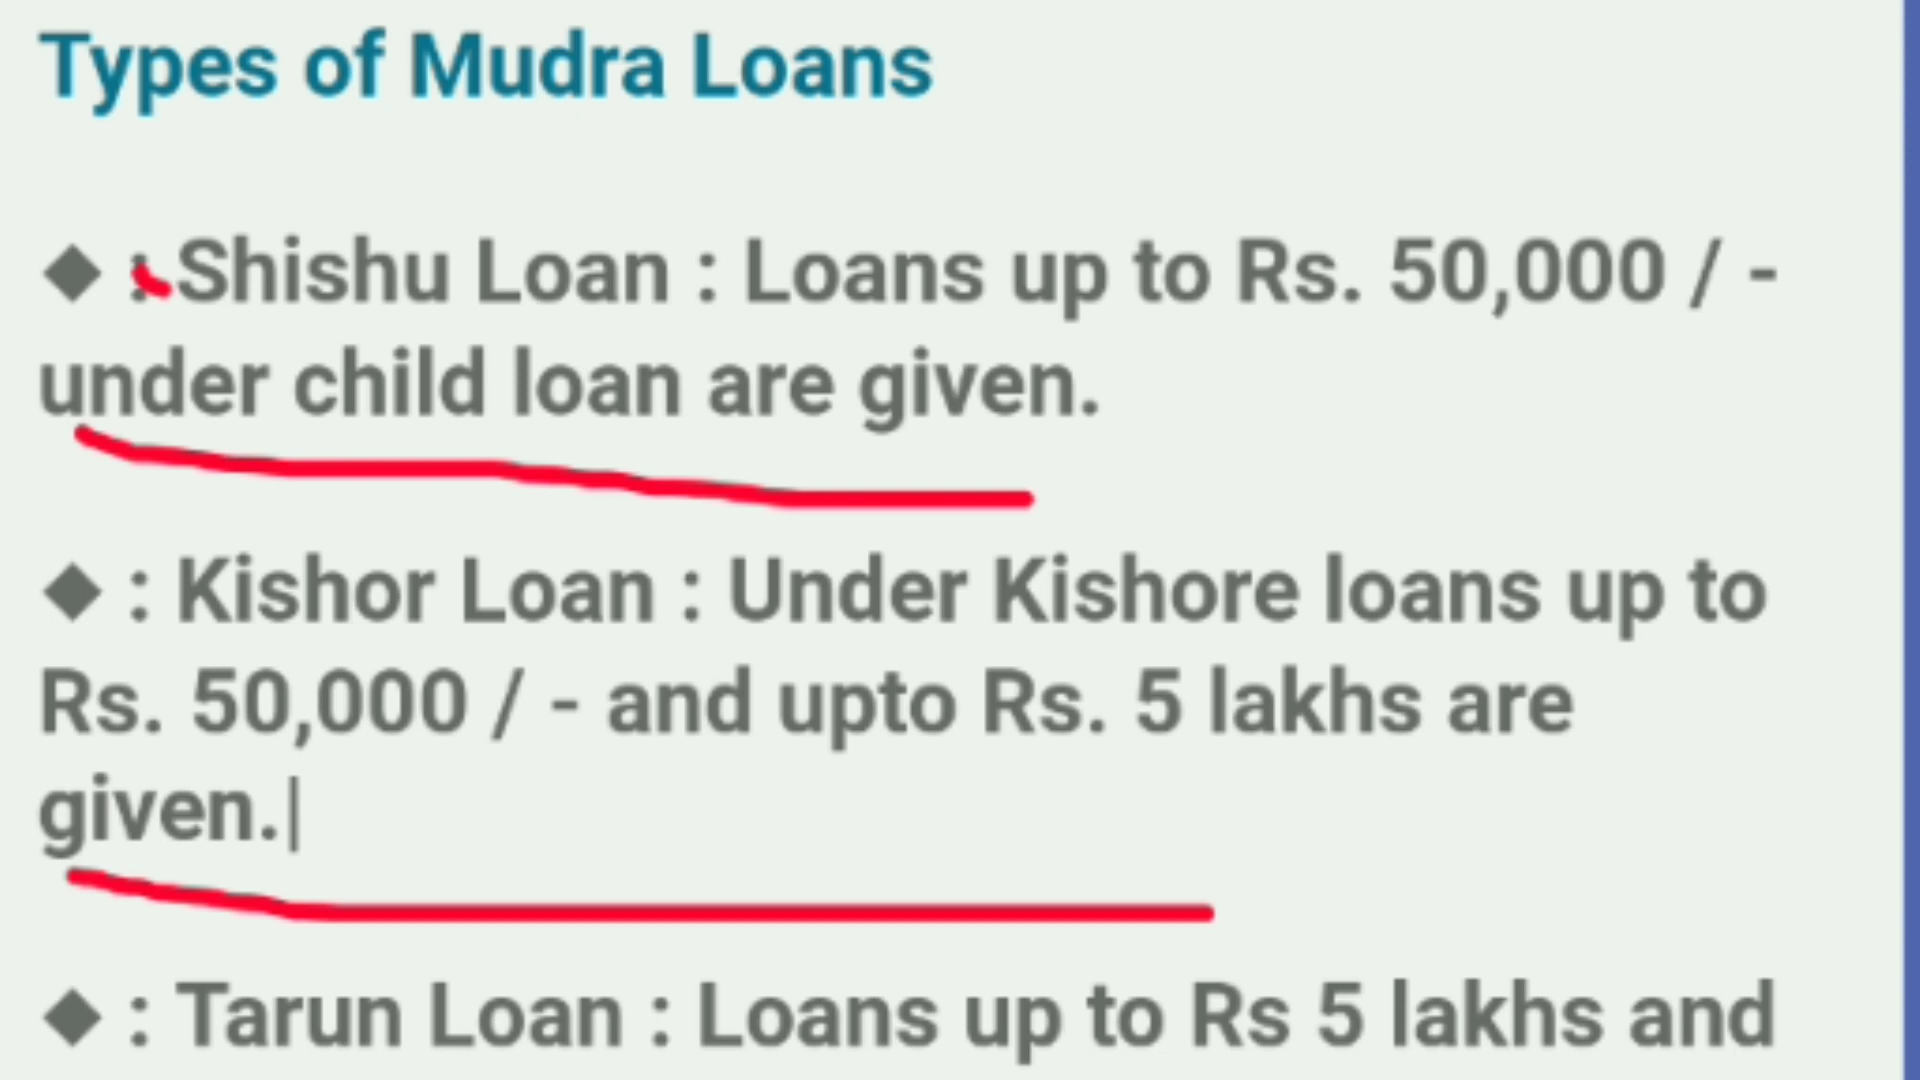 Types of Mudra Loans
◆ : Shishu Loan : Loans up to Rs. 50,000 / -
under child loan are given.
◆ : Kishor Loan : Under Kishore loans up to
Rs. 50,000 / - and upto Rs. 5 lakhs are
given.|
◆ : Tarun Loan : Loans up to Rs 5 lakhs and